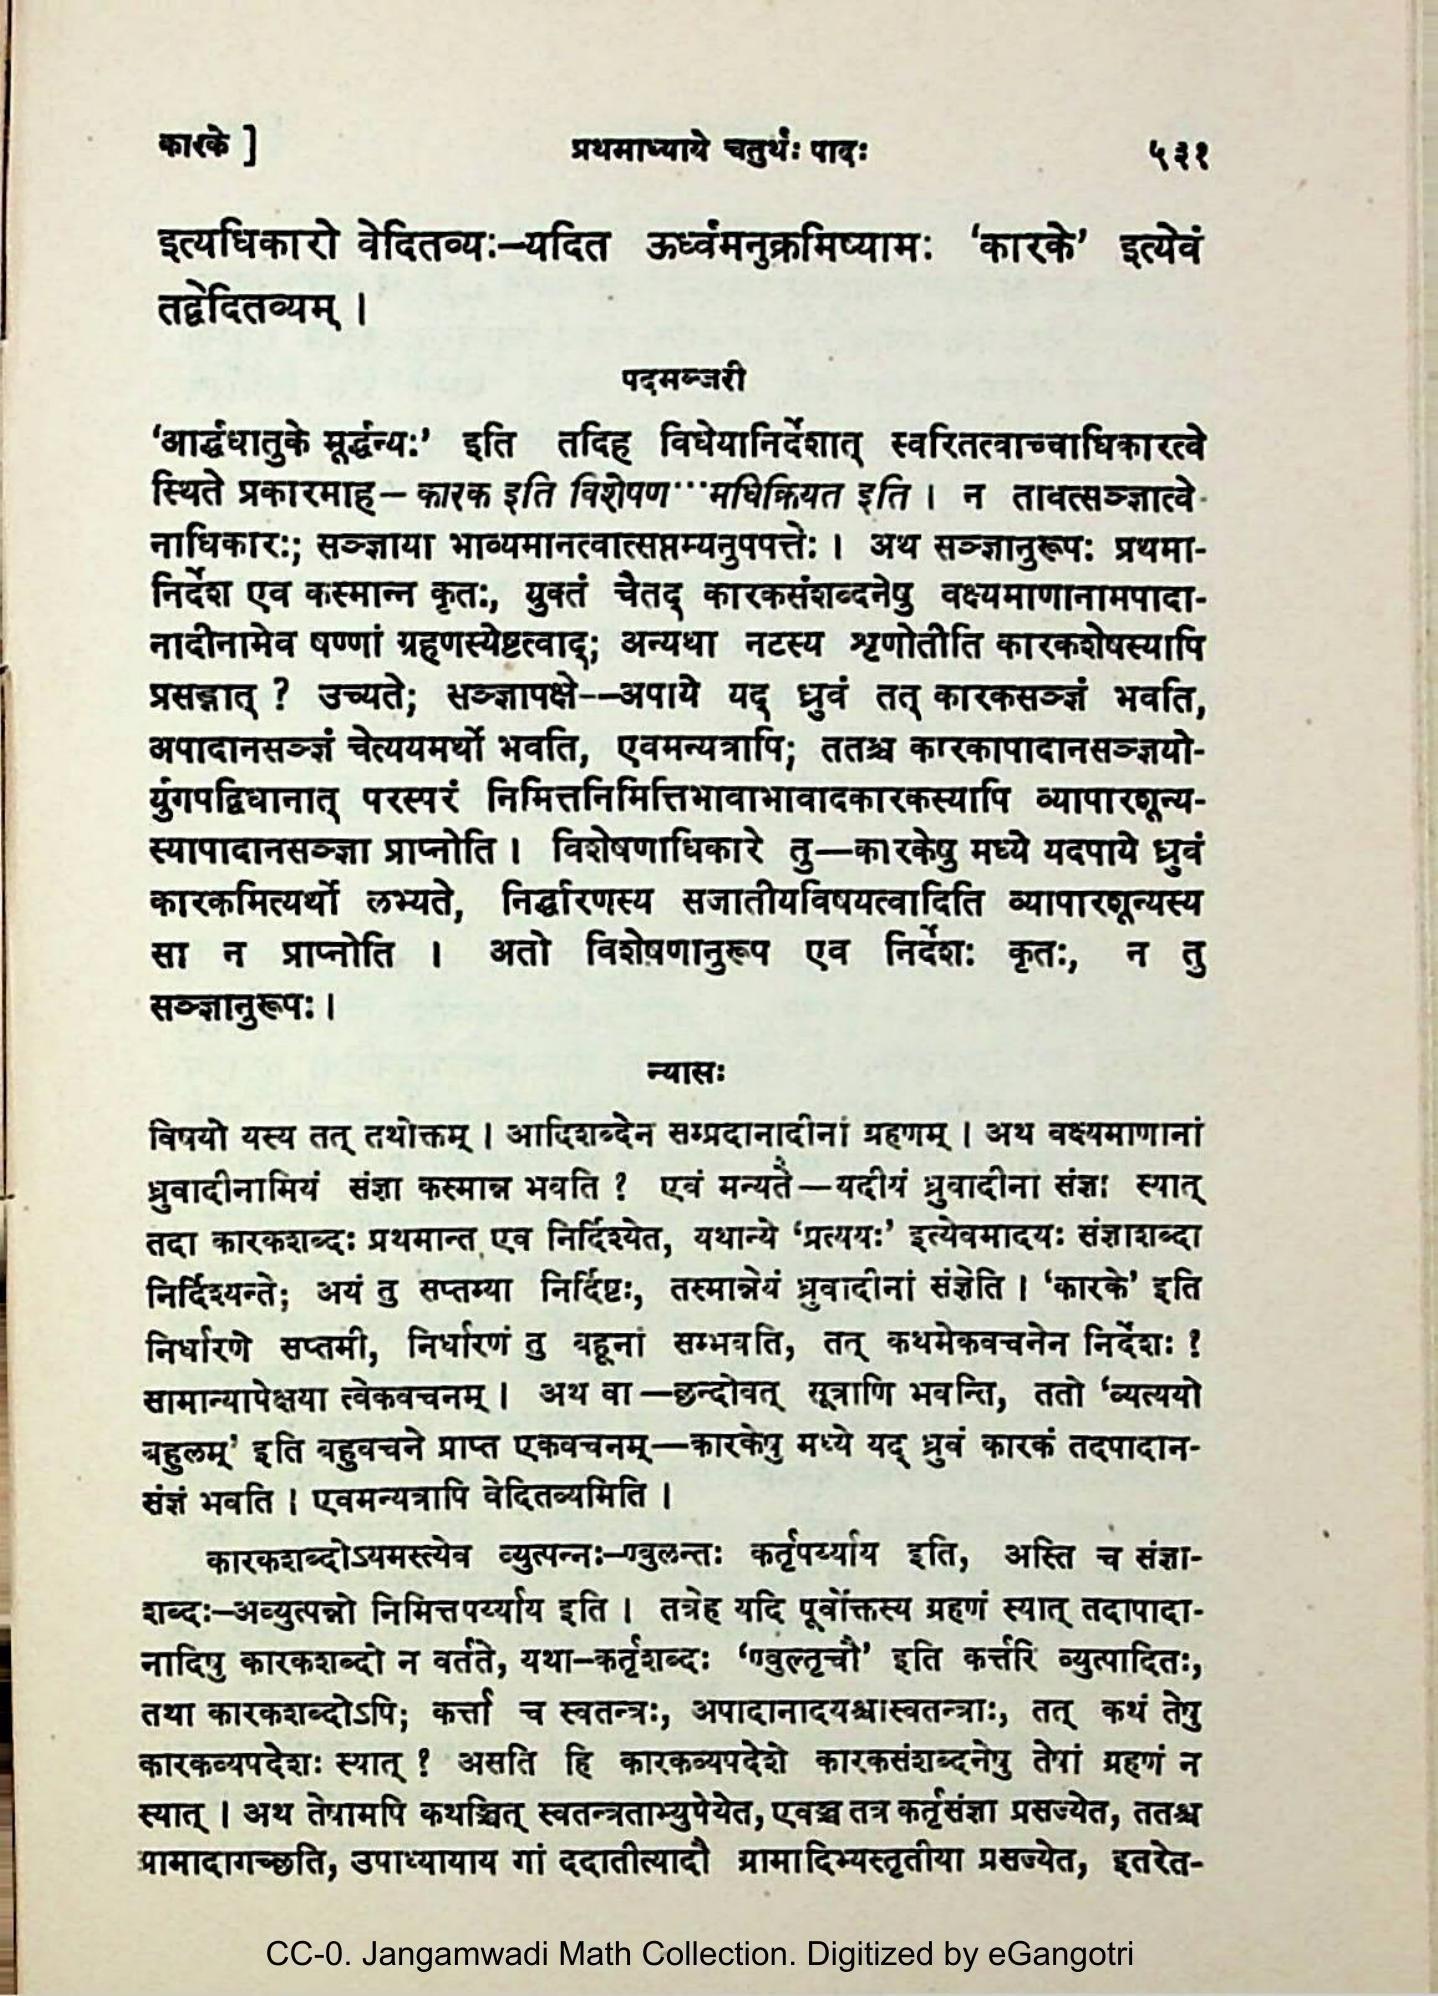 कारके ] प्रथमाध्याये चतुर्थः पादः ५३१
इत्यधिकारो वेदितव्यः—यदित ऊर्ध्वमनुक्रमिष्यामः 'कारके' इत्येवं
तद्वेदितव्यम् ।
पदमञ्जरी
'आर्द्धधातुके मूर्द्धन्यः' इति तदिह विधेयानिर्देशात् स्वरितत्वाच्चाधिकारत्वे
स्थिते प्रकारमाह—कारक इति विशेषण···मधिक्रियत इति । न तावत्सञ्ज्ञात्वे-
नाधिकारः; सञ्ज्ञाया भाव्यमानत्वात्सप्तम्यनुपपत्तेः । अथ सञ्ज्ञानुरूपः प्रथमा-
निर्देश एव कस्मान्न कृतः, युक्तं चैतद् कारकसंशब्दनेषु वक्ष्यमाणानामपादा-
नादीनामेव षण्णां ग्रहणस्येष्टत्वाद्; अन्यथा नटस्य शृणोतीति कारकशेषस्यापि
प्रसङ्गात् ? उच्यते; सञ्ज्ञापक्षे--अपाये यद् ध्रुवं तत् कारकसञ्ज्ञं भवति,
अपादानसञ्ज्ञं चेत्ययमर्थो भवति, एवमन्यत्रापि; ततश्च कारकापादानसञ्ज्ञयो-
र्युगपद्विधानात् परस्परं निमित्तनिमित्तिभावाभावादकारकस्यापि व्यापारशून्य-
स्यापादानसञ्ज्ञा प्राप्नोति । विशेषणाधिकारे तु—कारकेषु मध्ये यदपाये ध्रुवं
कारकमित्यर्थो लभ्यते, निर्द्धारणस्य सजातीयविषयत्वादिति व्यापारशून्यस्य
सा न प्राप्नोति । अतो विशेषणानुरूप एव निर्देशः कृतः, न तु
सञ्ज्ञानुरूपः ।
न्यासः
विषयो यस्य तत् तथोक्तम् । आदिशब्देन सम्प्रदानादीनां ग्रहणम् । अथ वक्ष्यमाणानां
ध्रुवादीनामियं संज्ञा कस्मान्न भवति ? एवं मन्यते—यदीयं ध्रुवादीनां संज्ञा स्यात्
तदा कारकशब्दः प्रथमान्त एव निर्दिश्येत, यथान्ये 'प्रत्ययः' इत्येवमादयः संज्ञाशब्दा
निर्दिश्यन्ते; अयं तु सप्तम्या निर्दिष्टः, तस्मान्नेयं ध्रुवादीनां संज्ञेति । 'कारके' इति
निर्धारणे सप्तमी, निर्धारणं तु बहूनां सम्भवति, तत् कथमेकवचनेन निर्देशः ?
सामान्यापेक्षया त्वेकवचनम् । अथ वा —छन्दोवत् सूत्राणि भवन्ति, ततो 'व्यत्ययो
बहुलम्' इति बहुवचने प्राप्त एकवचनम्—कारकेषु मध्ये यद् ध्रुवं कारकं तदपादान-
संज्ञं भवति । एवमन्यत्रापि वेदितव्यमिति ।
कारकशब्दोऽयमस्त्येव व्युत्पन्नः—ण्वुलन्तः कर्तृपर्य्याय इति, अस्ति च संज्ञा-
शब्दः—अव्युत्पन्नो निमित्तपर्य्याय इति । तत्रेह यदि पूर्वोक्तस्य ग्रहणं स्यात् तदापादा-
नादिषु कारकशब्दो न वर्तते, यथा—कर्तृशब्दः 'ण्वुल्तृचौ' इति कर्त्तरि व्युत्पादितः,
तथा कारकशब्दोऽपि; कर्त्ता च स्वतन्त्रः, अपादानादयश्चास्वतन्त्राः, तत् कथं तेषु
कारकव्यपदेशः स्यात् ? असति हि कारकव्यपदेशे कारकसंशब्दनेषु तेषां ग्रहणं न
स्यात् । अथ तेषामपि कथञ्चित् स्वतन्त्रताभ्युपेयेत, एवञ्च तत्र कर्तृसंज्ञा प्रसज्येत, ततश्च
ग्रामादागच्छति, उपाध्यायाय गां ददातीत्यादौ ग्रामादिभ्यस्तृतीया प्रसज्येत, इतरेत-
CC-0. Jangamwadi Math Collection. Digitized by eGangotri